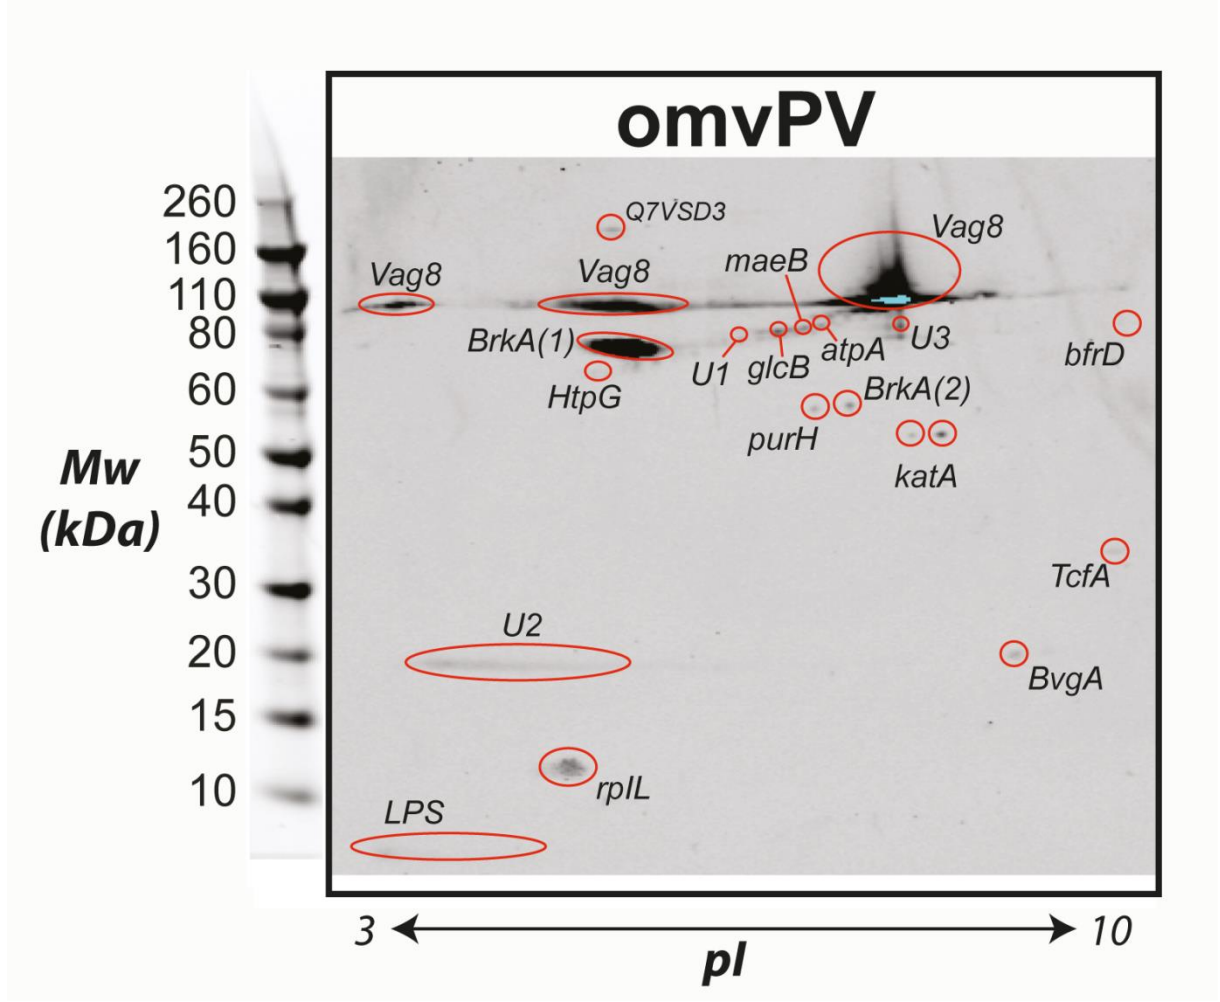 omvPV
260
160
110
80
60
50
40
30
20
15
10
Mw
(kDa)
Q7VSD3
Vag8
Vag8
Vag8
maeB
BrkA(1)
HtpG
U1
glcB
atpA
U3
bfrD
BrkA(2)
purH
katA
TcfA
U2
BvgA
rplL
LPS
3
10
pI